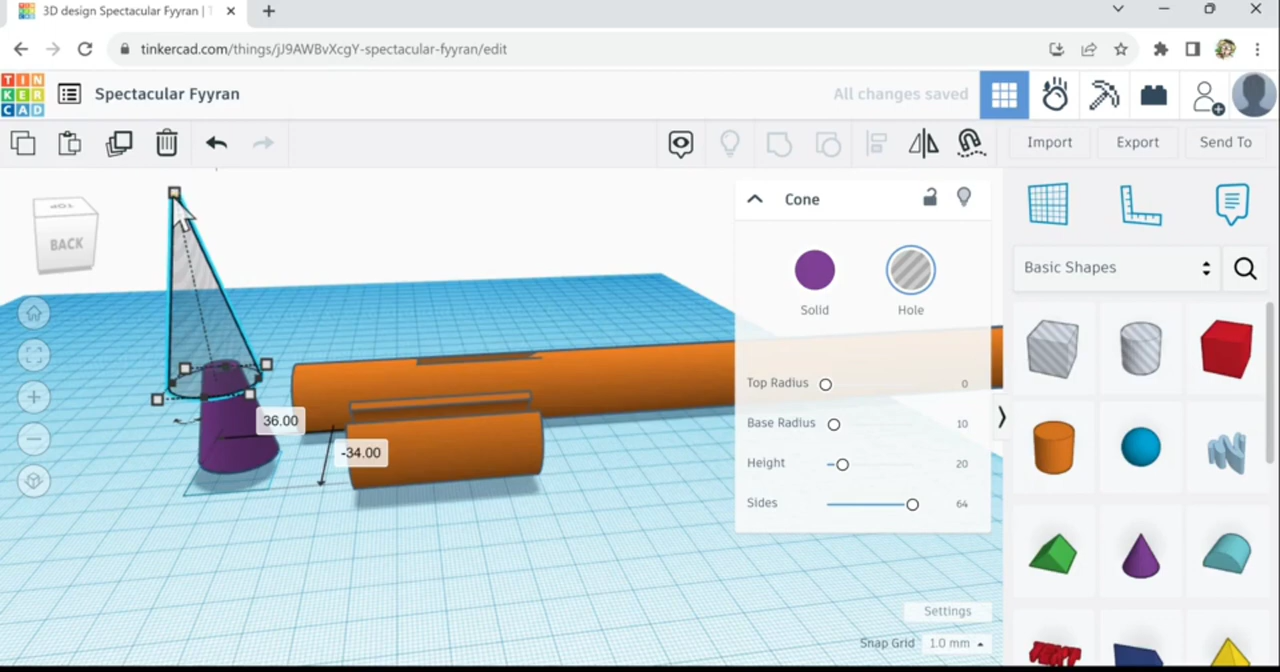 3D design Spectacular Fyyran |
tinkercad.com/things/jJ9AWBvXcgY-spectacular-fyyran/edit
TIN
KER
CAD
Spectacular Fyyran
All changes saved
Import
Export
Send To
TOP
BACK
Cone
Solid
Hole
Top Radius 0
Base Radius 10
Height 20
Sides 64
36.00
-34.00
Basic Shapes
TEXT
Settings
Snap Grid 1.0 mm